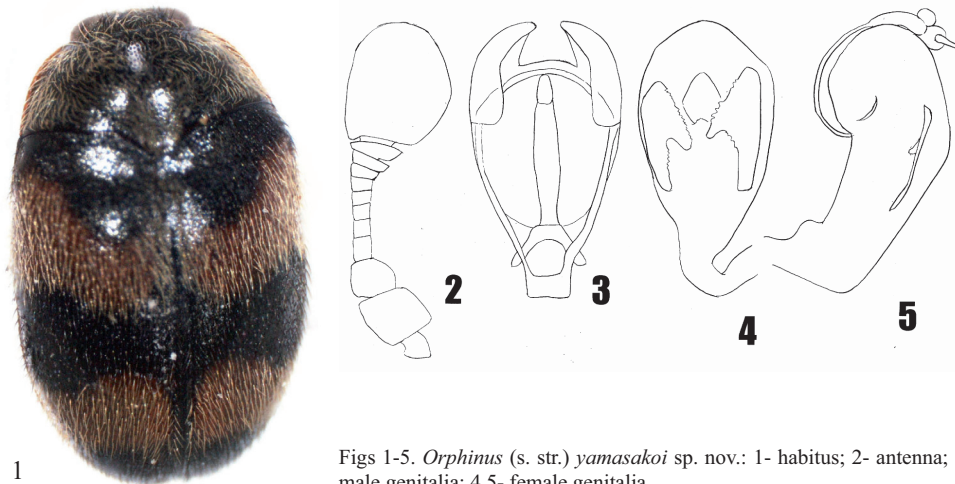 1
2
3
4
5
Figs 1-5. Orphinus (s. str.) yamasakoi sp. nov.: 1- habitus; 2- antenna;
male genitalia; 4,5- female genitalia